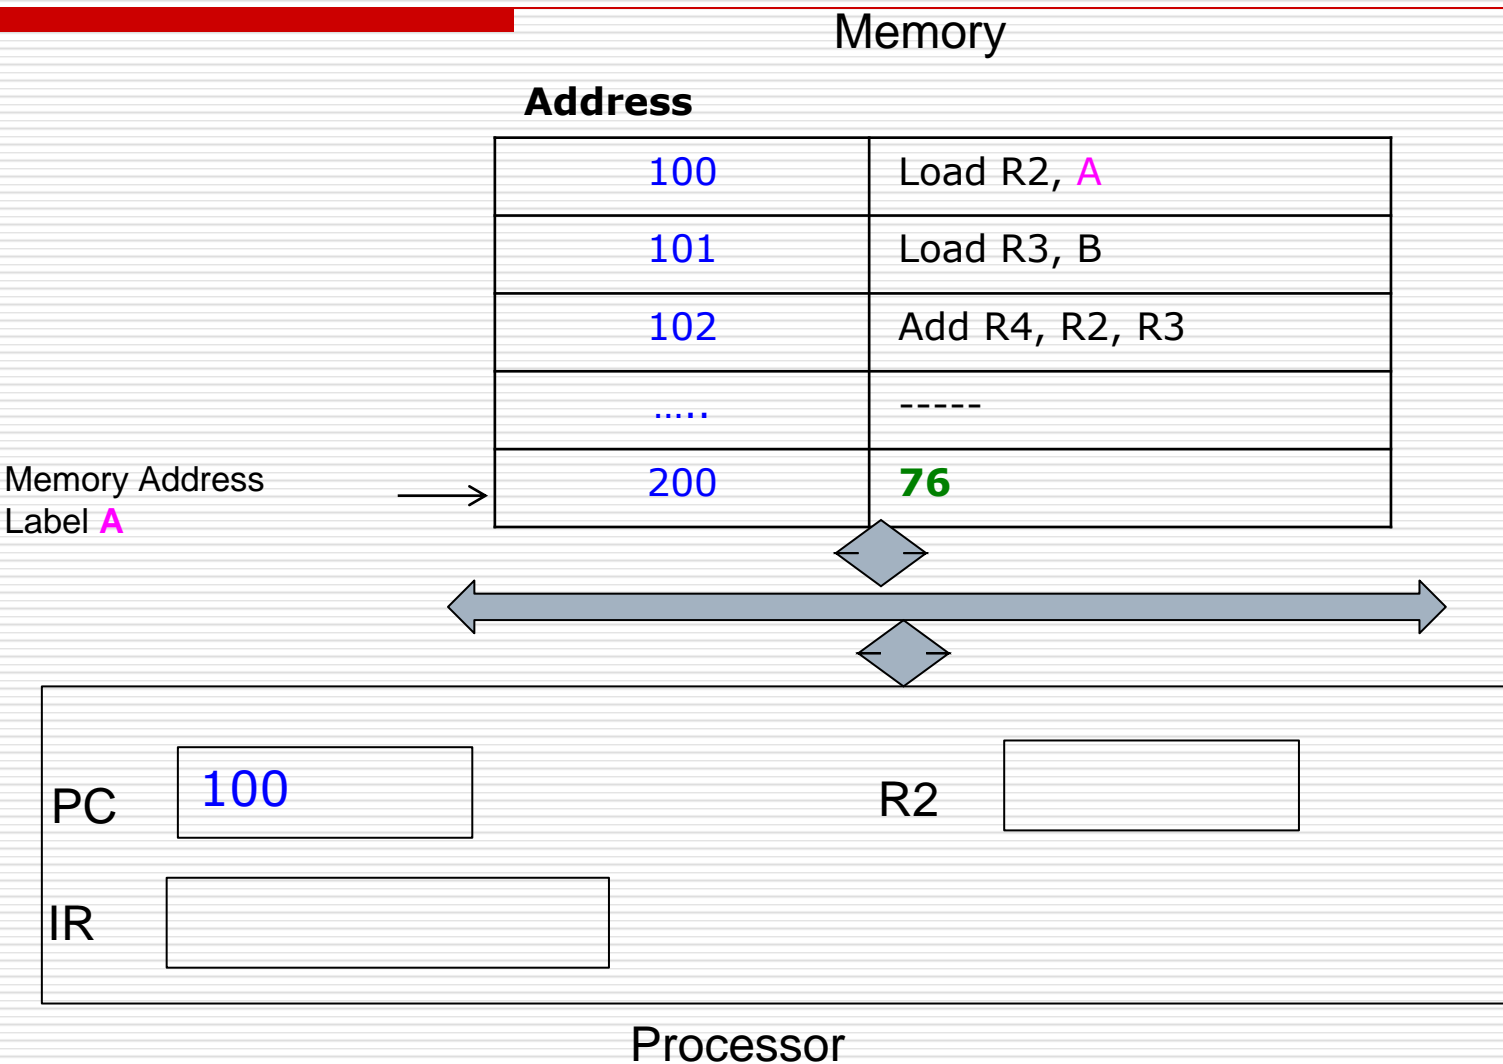 Memory
Address
100 Load R2, A
101 Load R3, B
102 Add R4, R2, R3
….. -----
Memory Address
Label A
200 76
PC 100
R2
IR
Processor